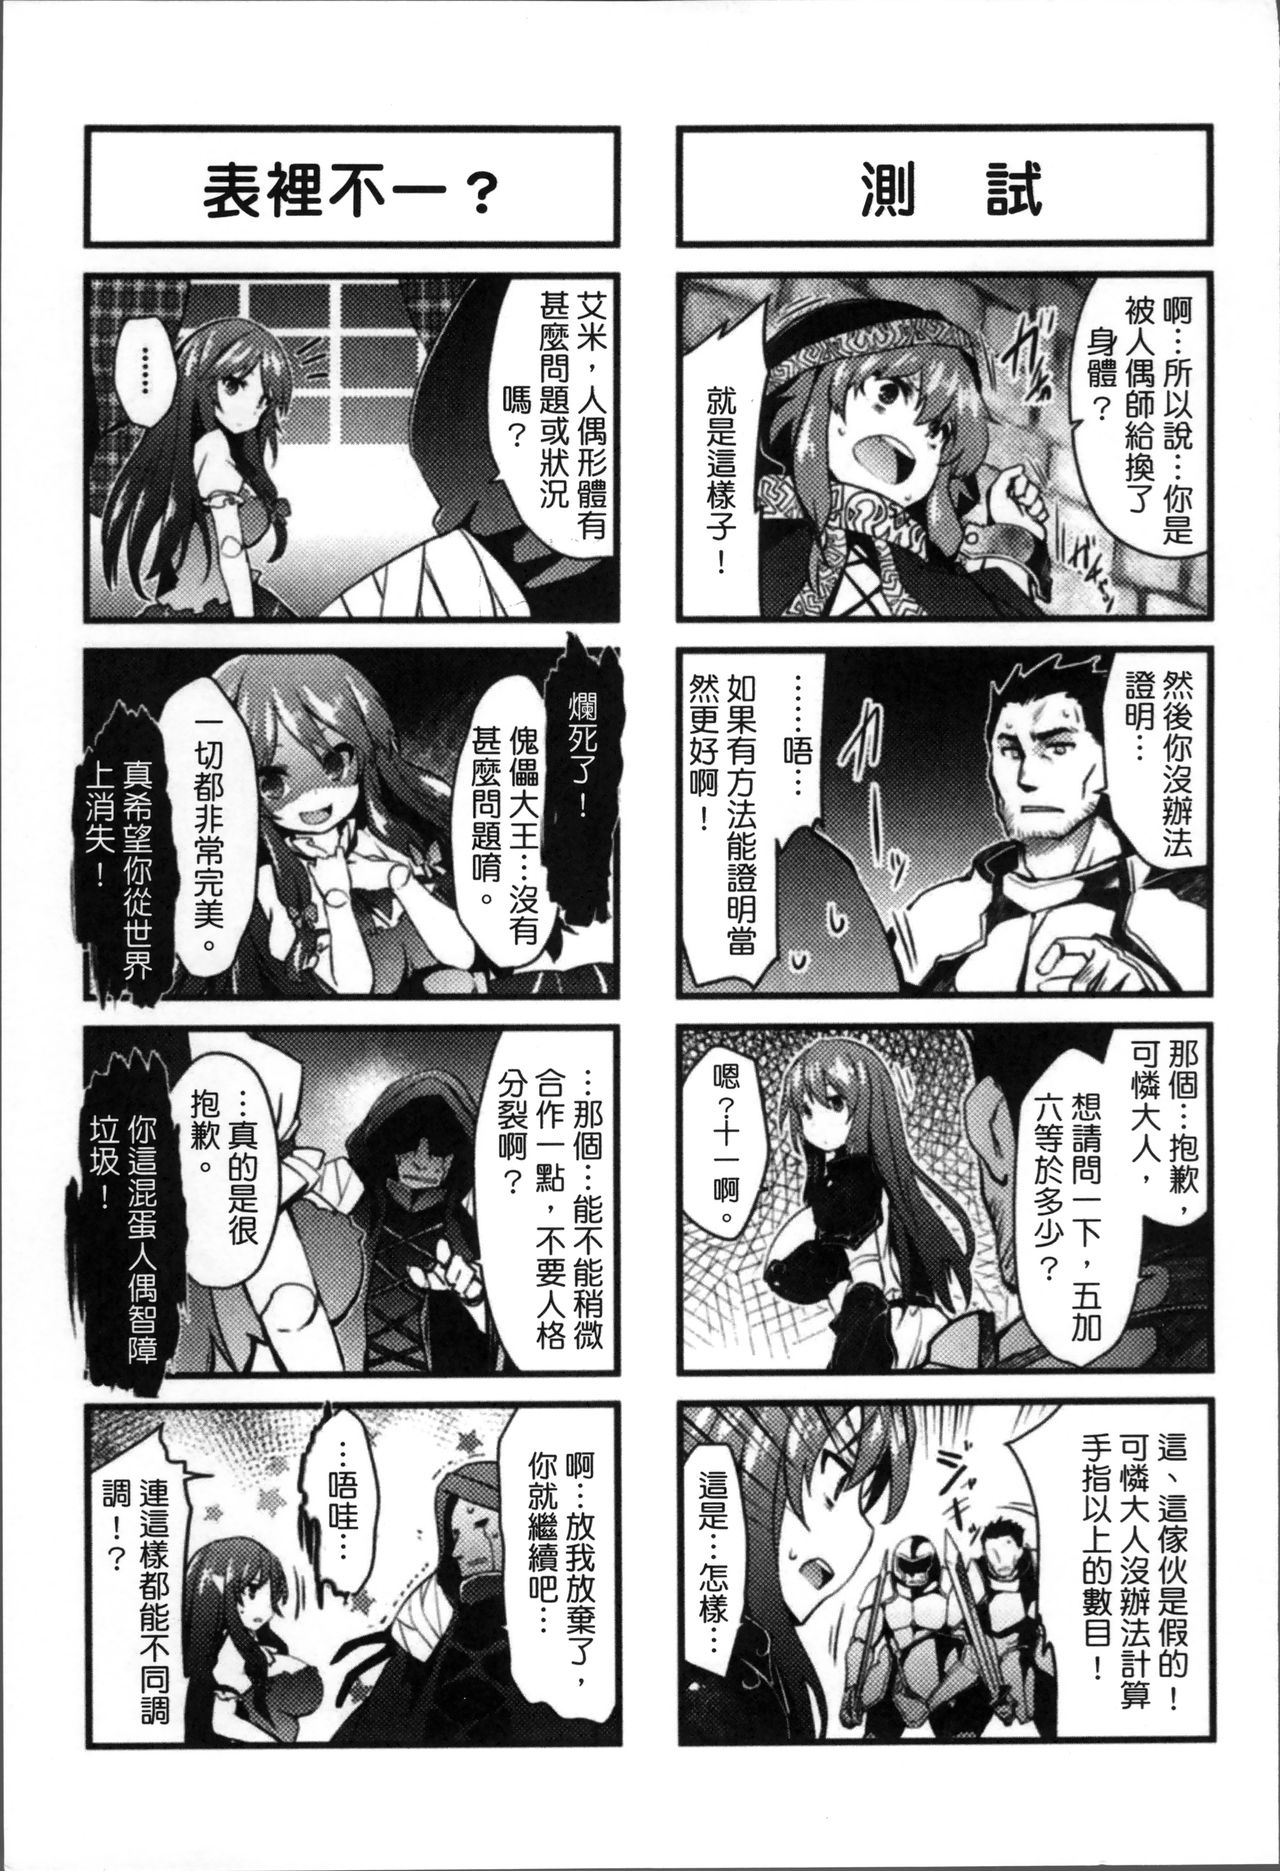 測 試
啊…所以說…你是
被人偶師給換了
身體？
ガ
ガッ
就是這樣子！
然後你沒辦法
證明…
……唔…
如果有方法能證明當
然更好啊！
那個…抱歉，
可憐大人，
想請問一下，五加
六等於多少？
嗯？十一啊。
這、這傢伙是假的！
可憐大人沒辦法計算
手指以上的數目！
這是…怎樣…
表裡不一？
艾米，人偶形體有
甚麼問題或狀況
嗎？
……
爛死了！
傀儡大王…沒有
甚麼問題唷。
一切都非常完美。
真希望你從世界
上消失！
…那個…能不能稍微
合作一點，不要人格
分裂啊？
…真的是很
抱歉。
你這混蛋人偶智障
垃圾！
啊…放我放棄了，
你就繼續吧…
…唔哇…
連這樣都能不同調
調！？